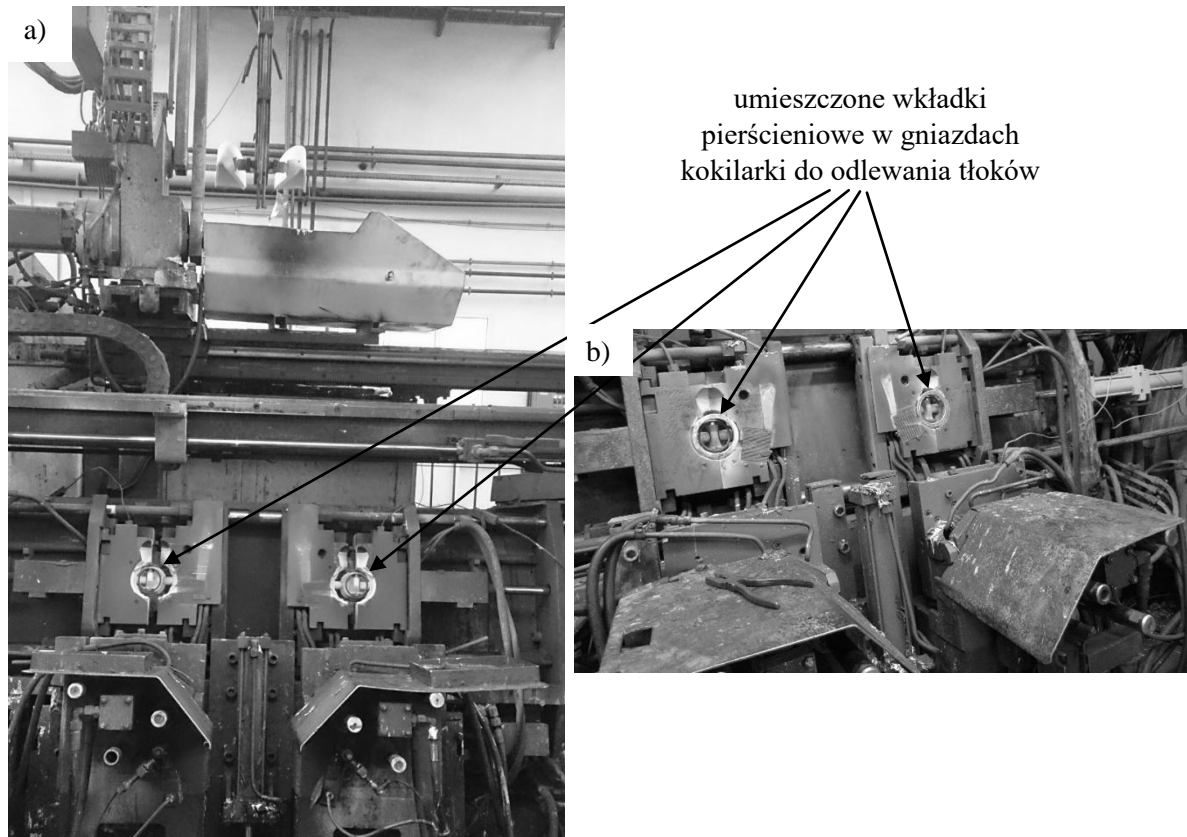 a)
umieszczone wkładki
pierścieniowe w gniazdach
kokilarki do odlewania tłoków
b)